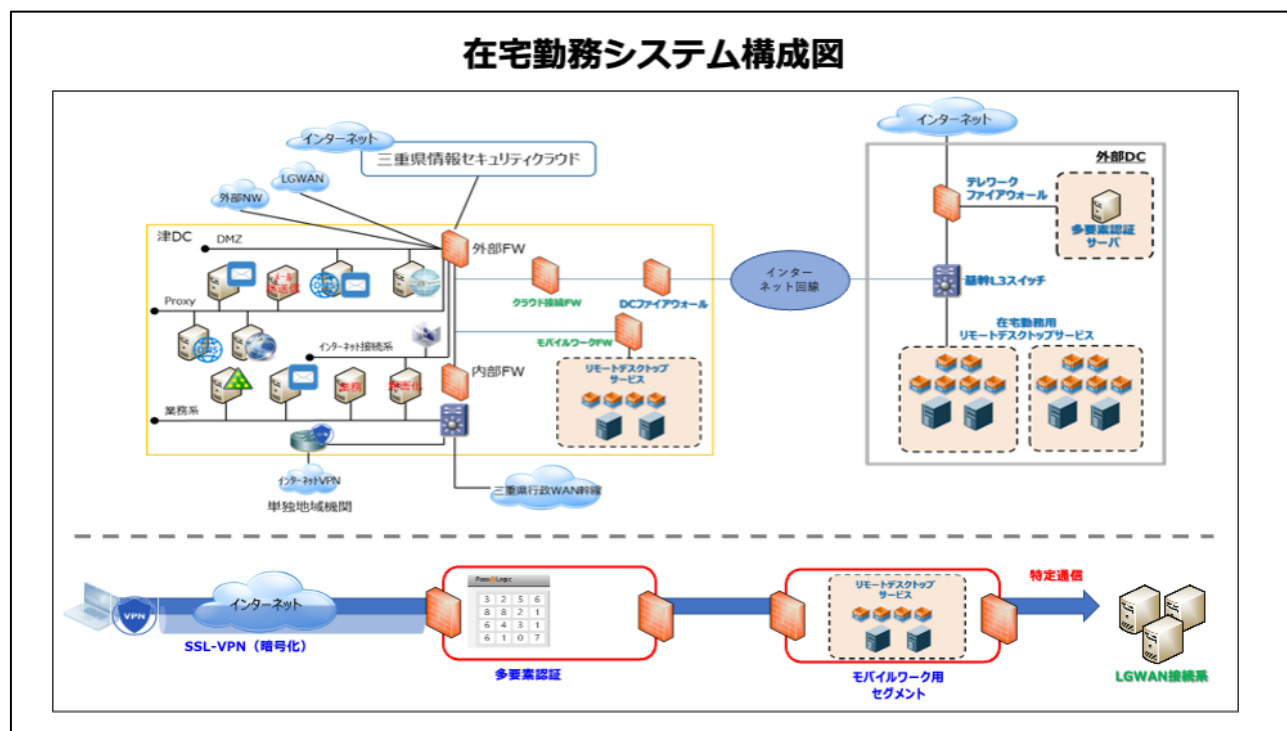 在宅勤務システム構成図
インターネット
三重県情報セキュリティクラウド
LGWAN
外部NW
津DC
DMZ
外部FW
Proxy
クラウド接続FW
DCファイアウォール
モバイルワークFW
インターネット接続系
内部FW
業務
業務系
リモートデスクトップ
サービス
インターネットVPN
単独地域機関
三重県行政WAN幹線
インター
ネット回線
インターネット
外部DC
テレワーク
ファイアウォール
多要素認証
サーバ
基幹L3スイッチ
在宅勤務用
リモートデスクトップサービス
VPN
インターネット
SSL-VPN（暗号化）
PassLogic
3 2 5 6
8 8 2 1
6 4 3 1
6 1 0 7
多要素認証
リモートデスクトップ
サービス
モバイルワーク用
セグメント
特定通信
LGWAN接続系